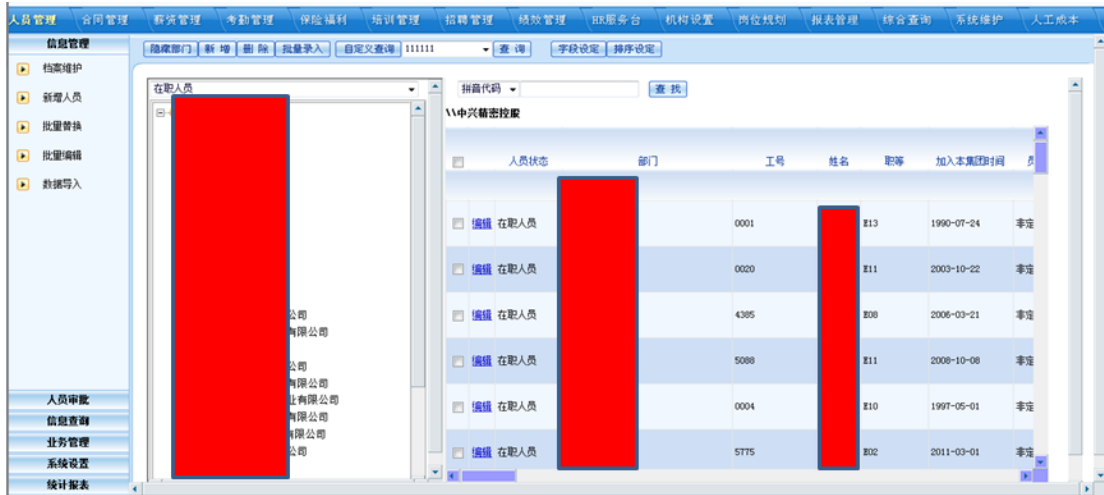 人员管理 合同管理 薪资管理 考勤管理 保险福利 培训管理 招聘管理 绩效管理 HR服务台 机构设置 岗位规划 报表管理 综合查询 系统维护 人工成本
信息管理
隐藏部门 新 增 删 除 批量录入 自定义查询 111111 查 询 字段设定 排序设定
档案维护
新增人员
批量替换
批量编辑
数据导入
人员审批
信息查询
业务管理
系统设置
统计报表
在职人员
公司
有限公司
公司
有限公司
业有限公司
有限公司
有限公司
公司
拼音代码 查 找
\\中兴精密控股
人员状态 部门 工号 姓名 职等 加入本集团时间 员
编辑 在职人员 0001 E13 1990-07-24 非定
编辑 在职人员 0020 E11 2003-10-22 非定
编辑 在职人员 4385 E08 2006-03-21 非定
编辑 在职人员 5088 E11 2008-10-08 非定
编辑 在职人员 0004 E10 1997-05-01 非定
编辑 在职人员 5775 E02 2011-03-01 非定